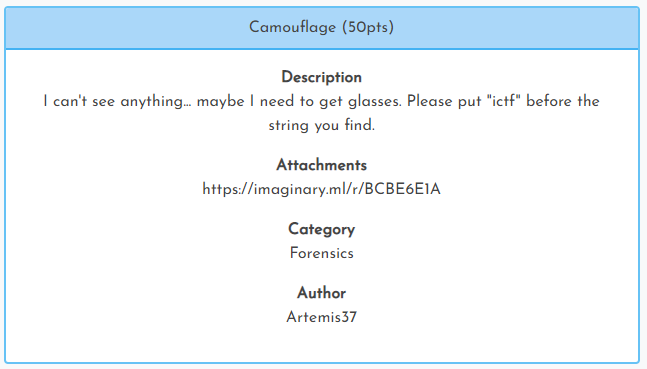 Camouflage (50pts)
Description
I can't see anything... maybe I need to get glasses. Please put "ictf" before the
string you find.
Attachments
https://imaginary.ml/r/BCBE6E1A
Category
Forensics
Author
Artemis37